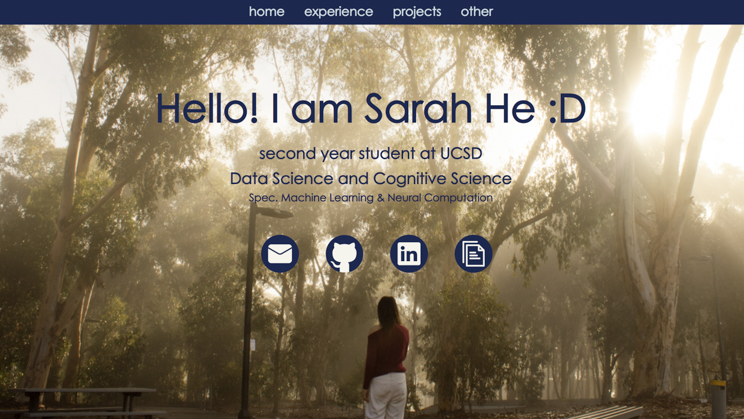 home experience projects other
Hello! I am Sarah He :D
second year student at UCSD
Data Science and Cognitive Science
Spec. Machine Learning & Neural Computation
in